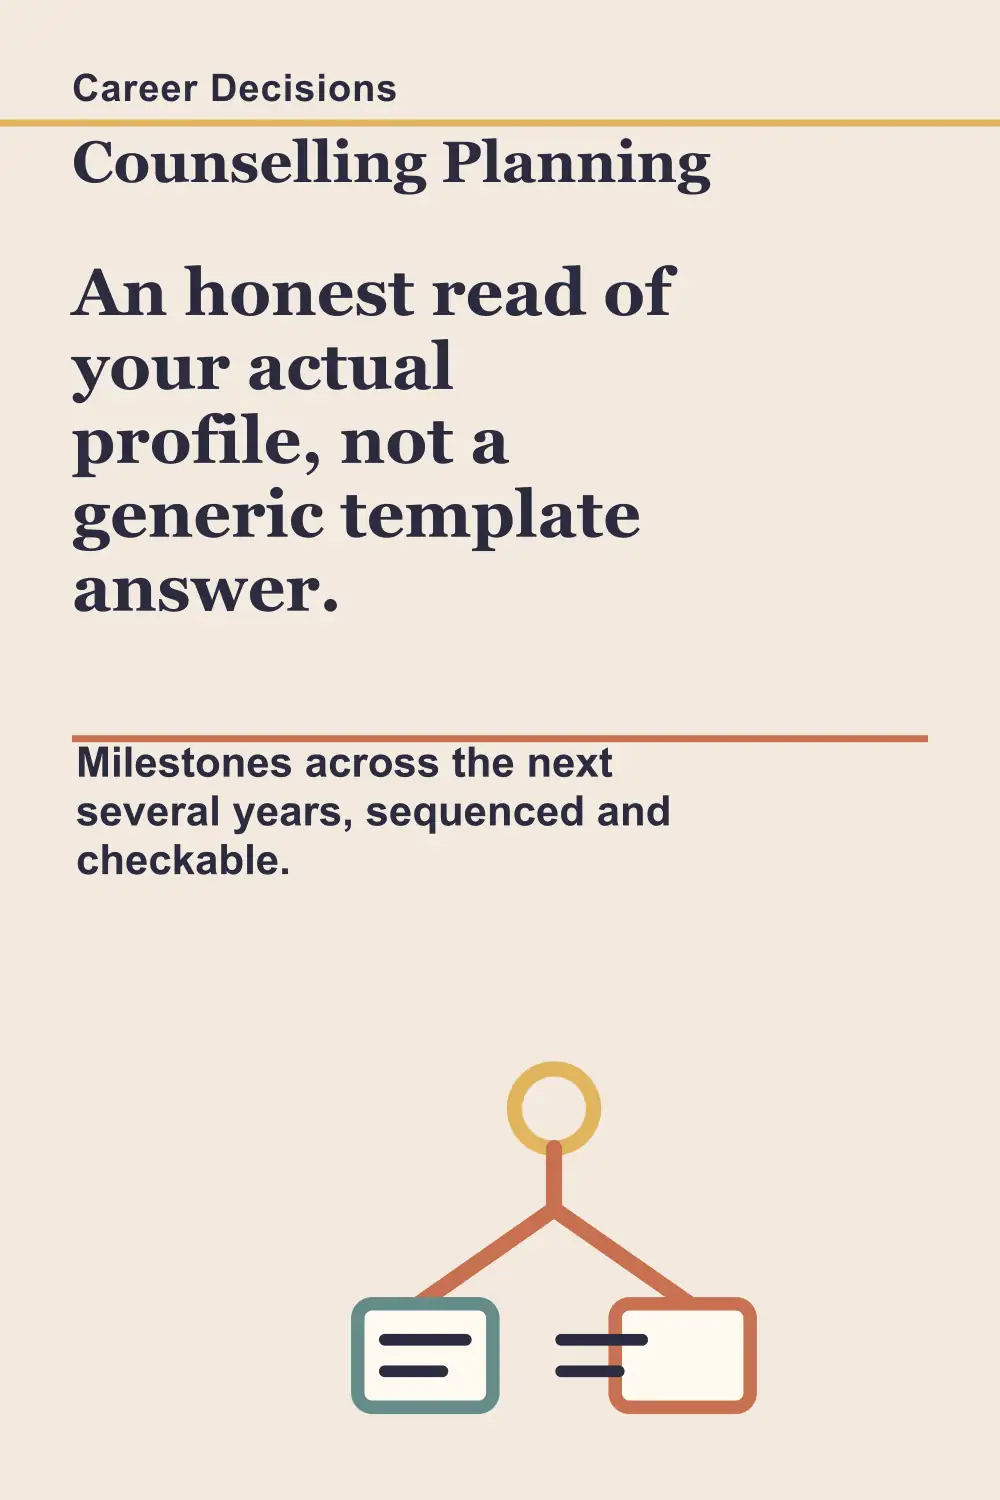 Career Decisions
Counselling Planning
An honest read of
your actual
profile, not a
generic template
answer.
Milestones across the next
several years, sequenced and
checkable.